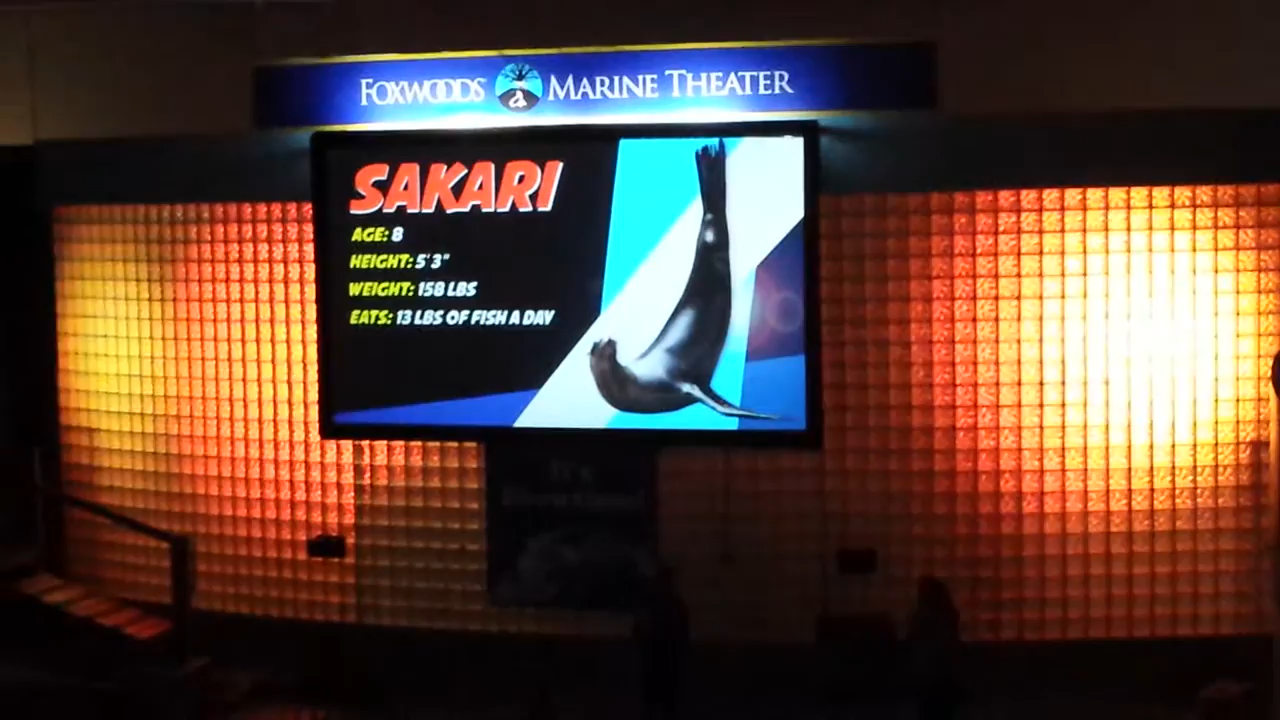 FOXWOODS MARINE THEATER
SAKARI
AGE: 8
HEIGHT: 5'3"
WEIGHT: 158 LBS
EATS: 13 LBS OF FISH A DAY